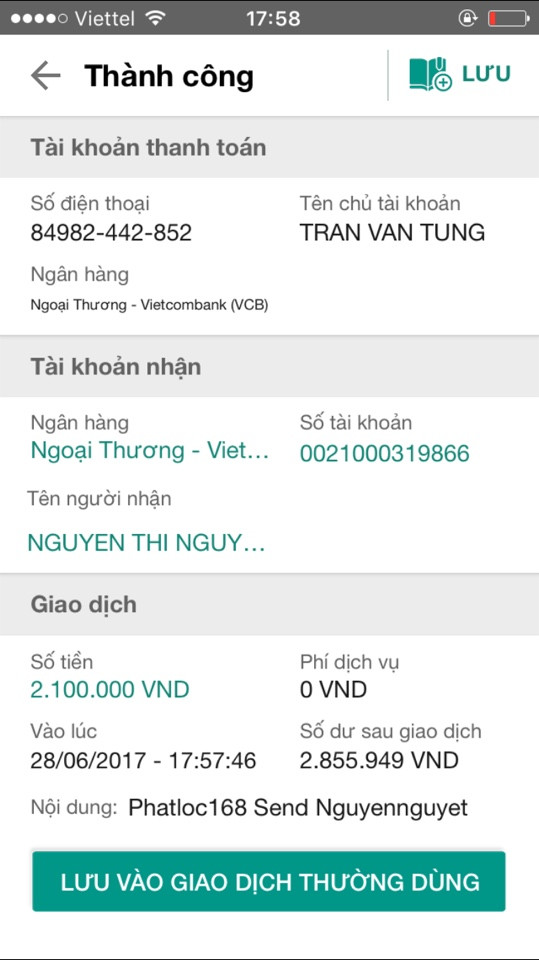 Viettel 17:58
Thành công
LƯU
Tài khoản thanh toán
Số điện thoại Tên chủ tài khoản
84982-442-852 TRAN VAN TUNG
Ngân hàng
Ngoại Thương - Vietcombank (VCB)
Tài khoản nhận
Ngân hàng Số tài khoản
Ngoại Thương - Viet... 0021000319866
Tên người nhận
NGUYEN THI NGUY...
Giao dịch
Số tiền Phí dịch vụ
2.100.000 VND 0 VND
Vào lúc Số dư sau giao dịch
28/06/2017 - 17:57:46 2.855.949 VND
Nội dung: Phatloc168 Send Nguyennguyet
LƯU VÀO GIAO DỊCH THƯỜNG DÙNG